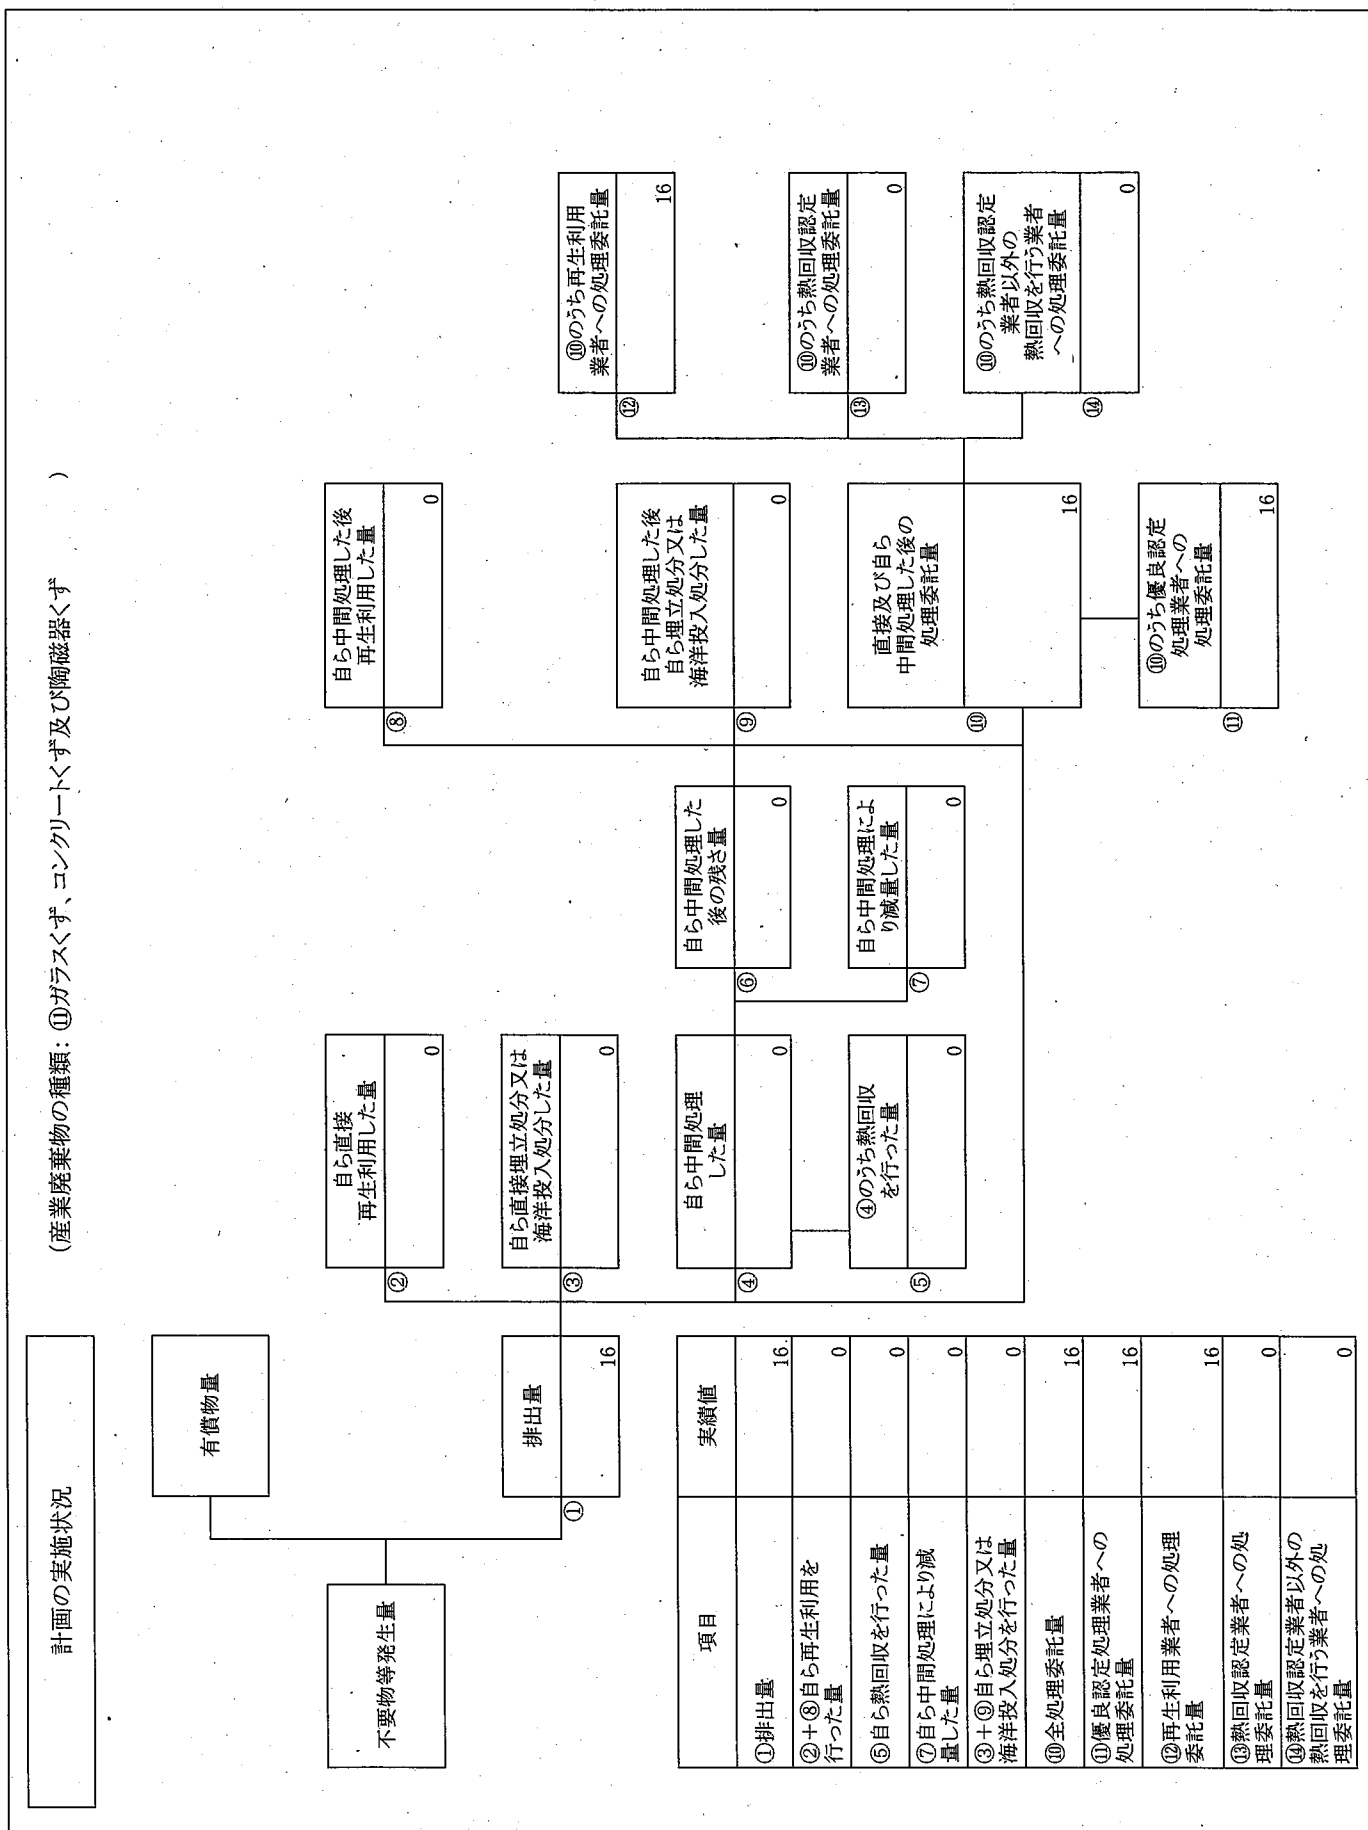 計画の実施状況
(産業廃棄物の種類：⑪ガラスくず、コンクリートくず及び陶磁器くず　　)
不要物等発生量
有償物量
①
排出量
16
②
自ら直接
再生利用した量
0
③
自ら直接埋立処分又は
海洋投入処分した量
0
④
自ら中間処理
した量
0
⑤
④のうち熱回収
を行った量
0
⑥
自ら中間処理した
後の残さ量
0
⑦
自ら中間処理によ
り減量した量
0
⑧
自ら中間処理した後
再生利用した量
0
⑨
自ら中間処理した後
自ら埋立処分又は
海洋投入処分した量
0
⑩
直接及び自ら
中間処理した後の
処理委託量
16
⑪
⑩のうち優良認定
処理業者への
処理委託量
16
⑫
⑩のうち再生利用
業者への処理委託量
16
⑬
⑩のうち熱回収認定
業者への処理委託量
0
⑭
⑩のうち熱回収認定
業者以外の
熱回収を行う業者
への処理委託量
0
項目
実績値
①排出量
16
②+⑧自ら再生利用を
行った量
0
⑤自ら熱回収を行った量
0
⑦自ら中間処理により減
量した量
0
③+⑨自ら埋立処分又は
海洋投入処分を行った量
0
⑩全処理委託量
16
⑪優良認定処理業者への
処理委託量
16
⑫再生利用業者への処理
委託量
16
⑬熱回収認定業者への処
理委託量
0
⑭熱回収認定業者以外の
熱回収を行う業者への処
理委託量
0